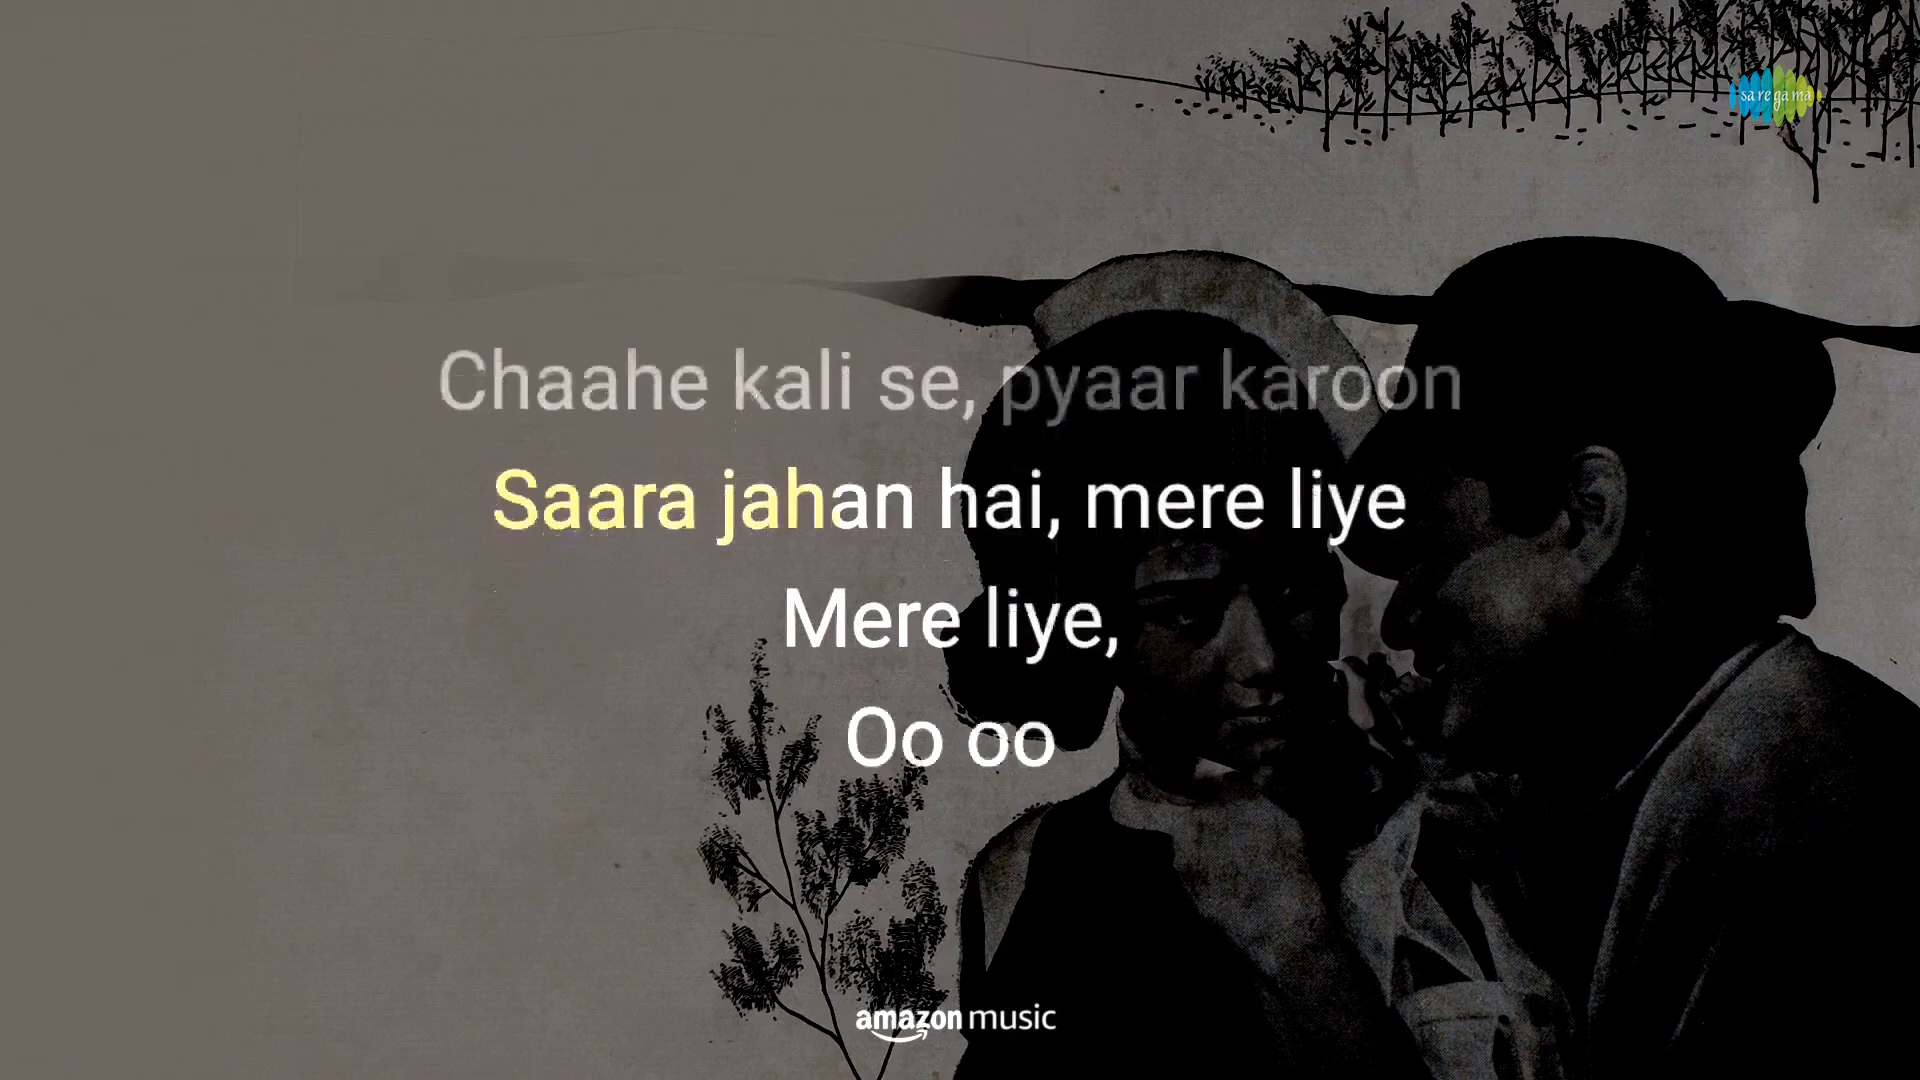 sa re ga ma
Chaahe kali se, pyaar karoon
Saara jahan hai, mere liye
Mere liye,
Oo oo
amazon music